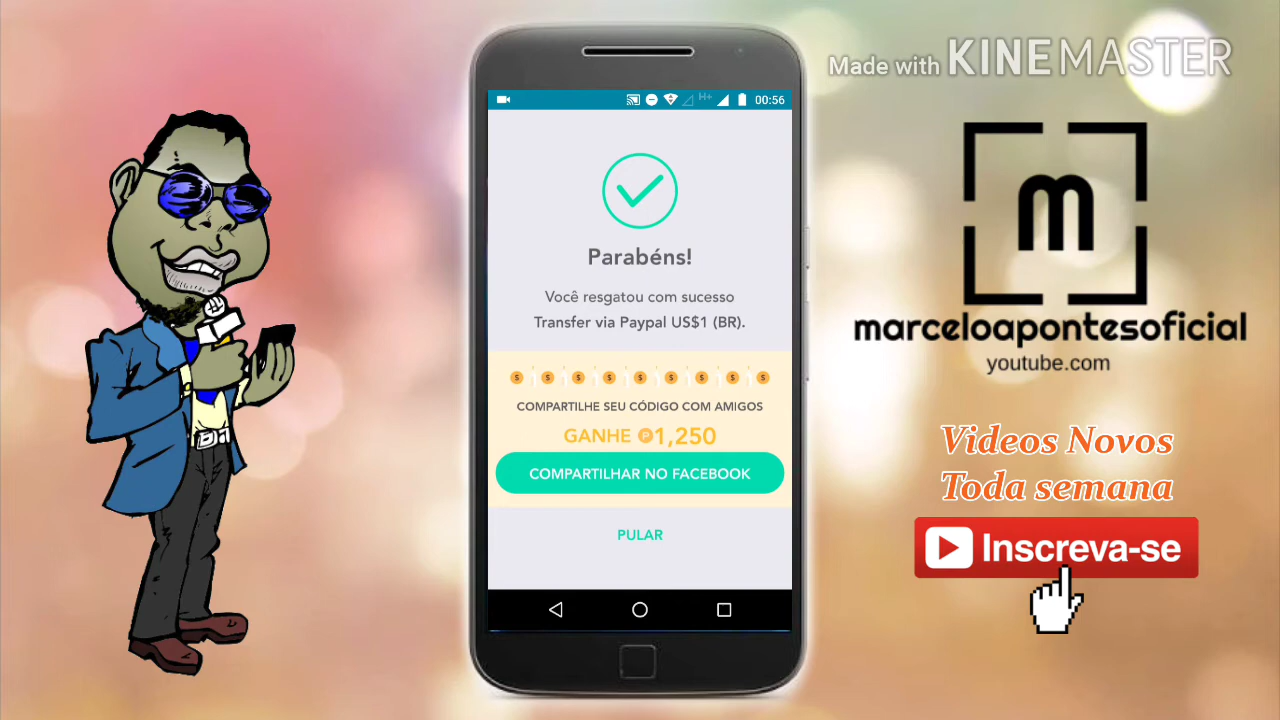 Made with KINEMASTER
H+
00:56
Parabéns!
Você resgatou com sucesso
Transfer via Paypal US$1 (BR).
COMPARTILHE SEU CÓDIGO COM AMIGOS
GANHE P1,250
COMPARTILHAR NO FACEBOOK
PULAR
m
marceloapontesoficial
youtube.com
Videos Novos
Toda semana
Inscreva-se